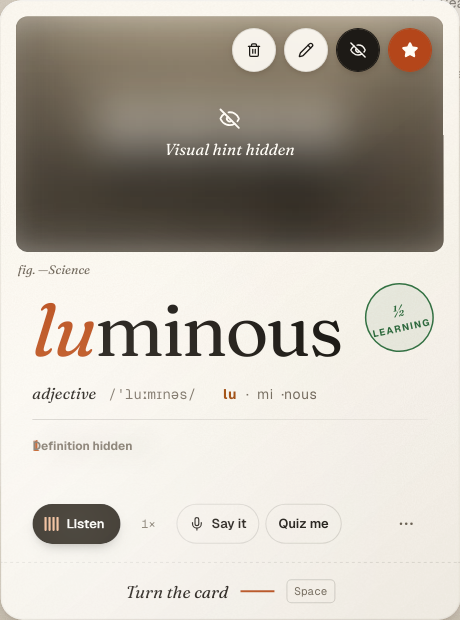 Visual hint hidden
fig. —Science
luminous
½
LEARNING
adjective /ˈluːmɪnəs/ lu · mi ·nous
Definition hidden
Listen 1× Say it Quiz me ···
Turn the card Space